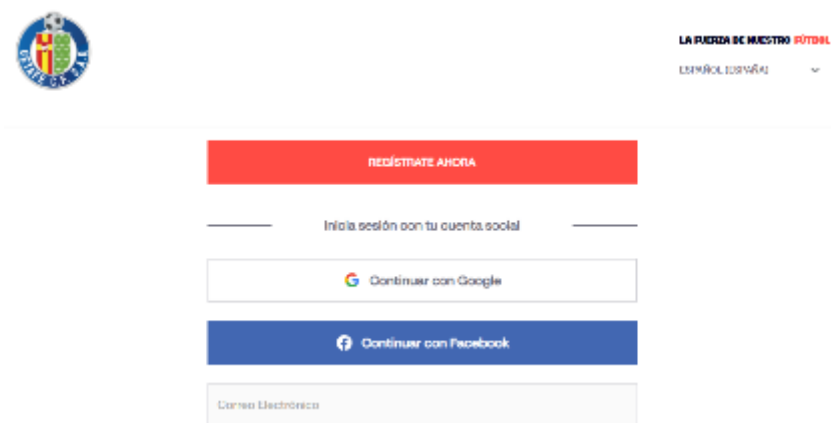 GETAFE C.F. S.A.D.
LA FUERZA DE NUESTRO FÚTBOL
ESPAÑOL (ESPAÑA)
REGÍSTRATE AHORA
Inicia sesión con tu cuenta social
Continuar con Google
Continuar con Facebook
Correo Electrónico